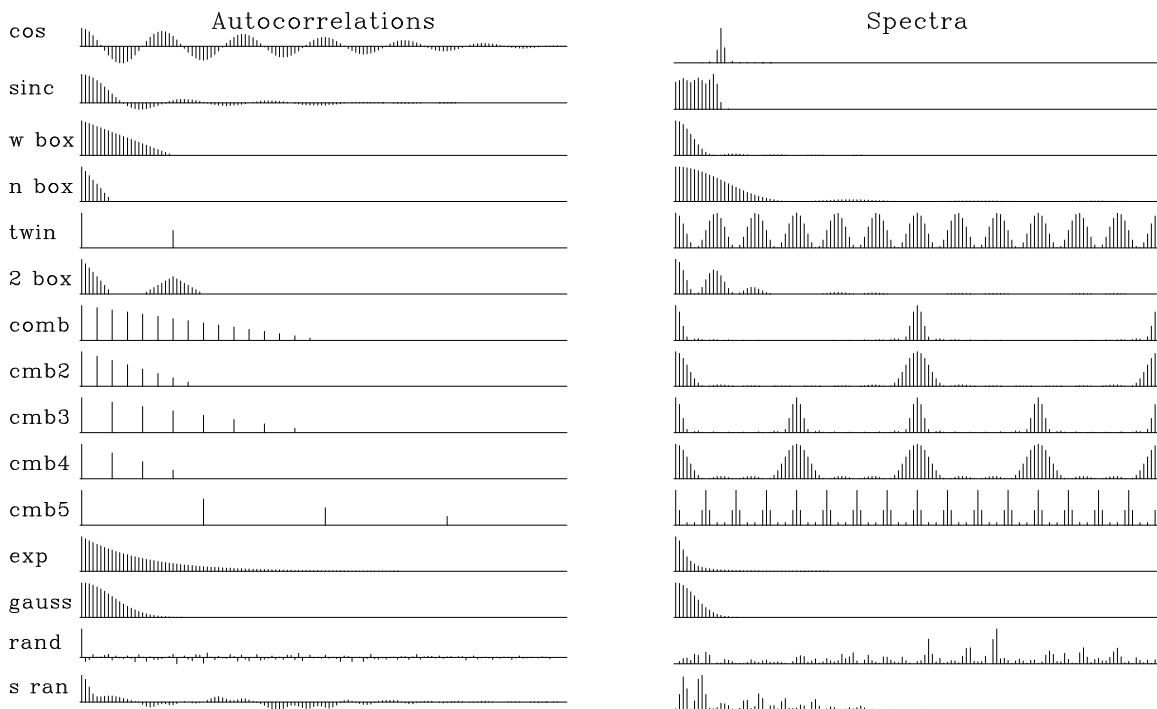 Autocorrelations
Spectra
cos
sinc
w box
n box
twin
2 box
comb
cmb2
cmb3
cmb4
cmb5
exp
gauss
rand
s ran